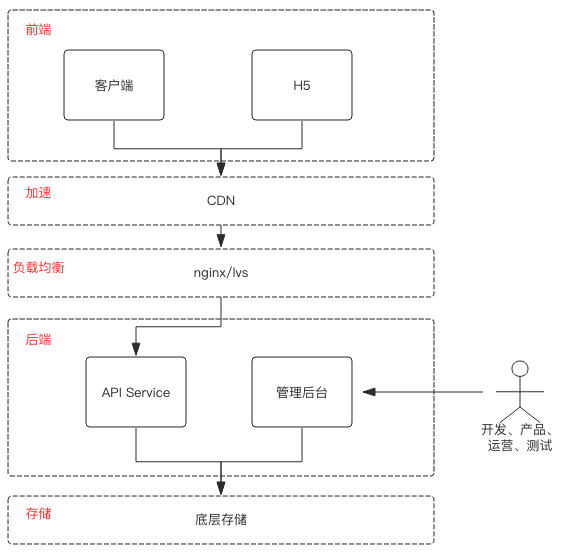 前端
客户端
H5
加速
CDN
负载均衡
nginx/lvs
后端
API Service
管理后台
开发、产品、
运营、测试
存储
底层存储